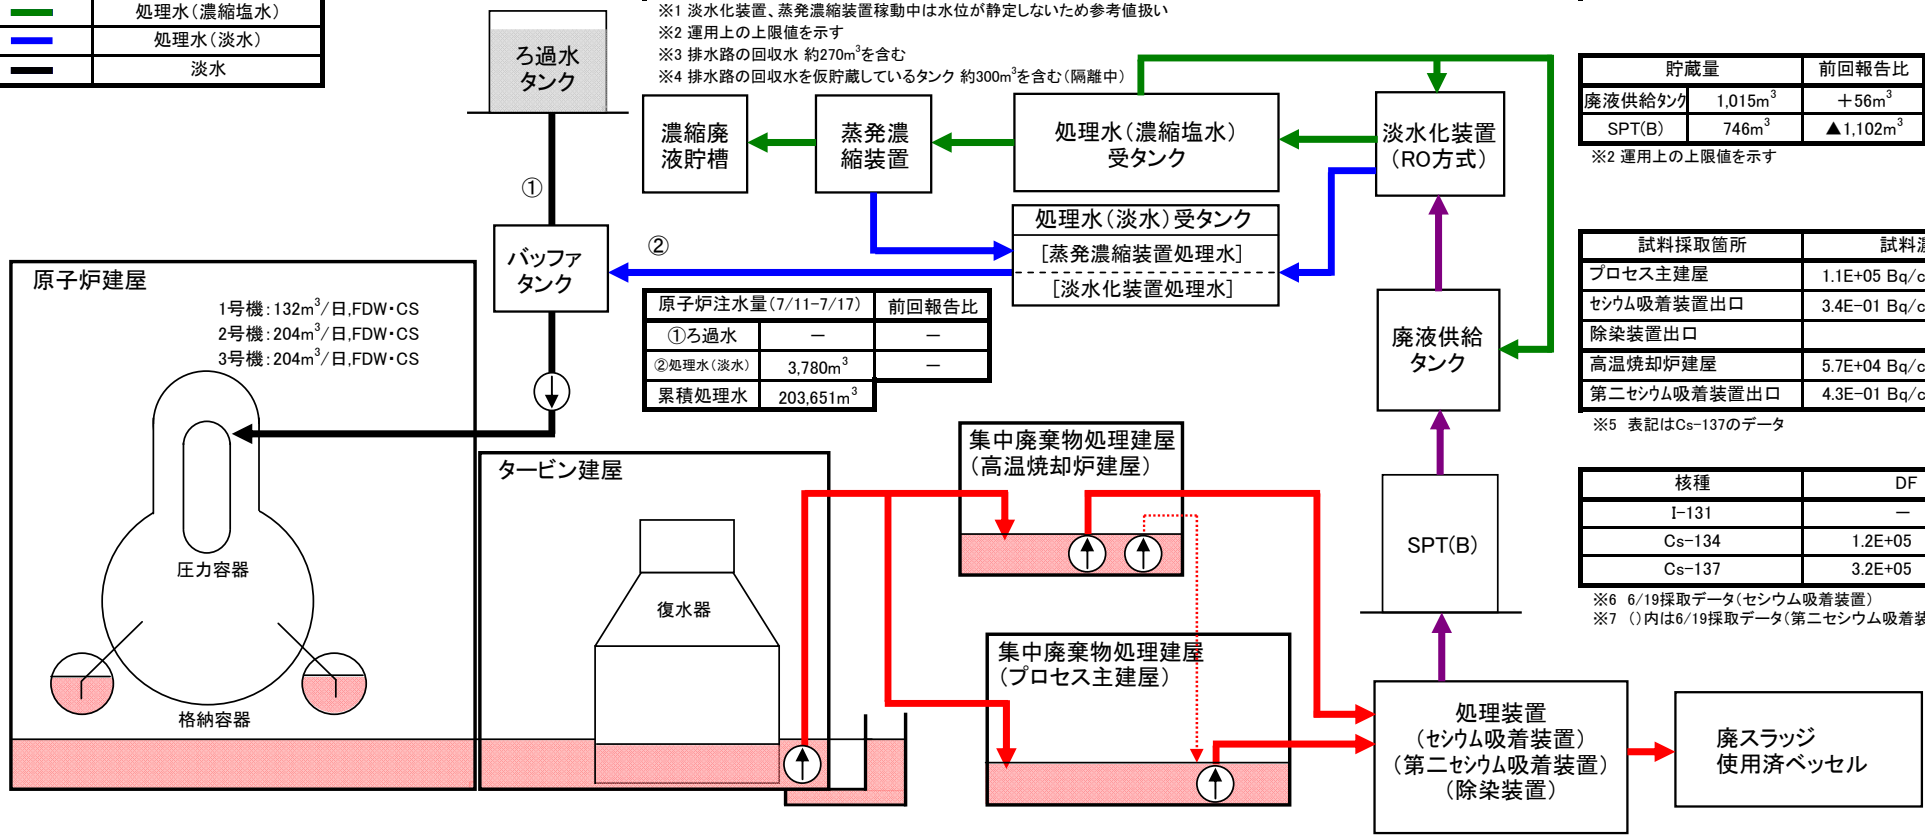 処理水(濃縮塩水)
処理水(淡水)
淡水
※1 淡水化装置、蒸発濃縮装置稼動中は水位が静定しないため参考値扱い
※2 運用上の上限値を示す
※3 排水路の回収水 約270m³を含む
※4 排水路の回収水を仮貯蔵しているタンク 約300m³を含む(隔離中)
ろ過水
タンク
濃縮廃
液貯槽
蒸発濃
縮装置
処理水(濃縮塩水)
受タンク
淡水化装置
(RO方式)
貯蔵量 前回報告比
廃液供給タンク 1,015m³ +56m³
SPT(B) 746m³ ▲1,102m³
※2 運用上の上限値を示す
①
②
バッファ
タンク
処理水(淡水)受タンク
[蒸発濃縮装置処理水]
[淡水化装置処理水]
原子炉建屋
1号機:132m³/日,FDW・CS
2号機:204m³/日,FDW・CS
3号機:204m³/日,FDW・CS
原子炉注水量(7/11-7/17) 前回報告比
①ろ過水 - -
②処理水(淡水) 3,780m³ -
累積処理水 203,651m³
廃液供給
タンク
試料採取箇所 試料
プロセス主建屋 1.1E+05 Bq/c
セシウム吸着装置出口 3.4E-01 Bq/c
除染装置出口
高温焼却炉建屋 5.7E+04 Bq/c
第二セシウム吸着装置出口 4.3E-01 Bq/c
※5 表記はCs-137のデータ
圧力容器
格納容器
タービン建屋
復水器
集中廃棄物処理建屋
(高温焼却炉建屋)
SPT(B)
核種 DF
I-131 -
Cs-134 1.2E+05
Cs-137 3.2E+05
※6 6/19採取データ(セシウム吸着装置)
※7 ()内は6/19採取データ(第二セシウム吸着装
集中廃棄物処理建屋
(プロセス主建屋)
処理装置
(セシウム吸着装置)
(第二セシウム吸着装置)
(除染装置)
廃スラッジ
使用済ベッセル